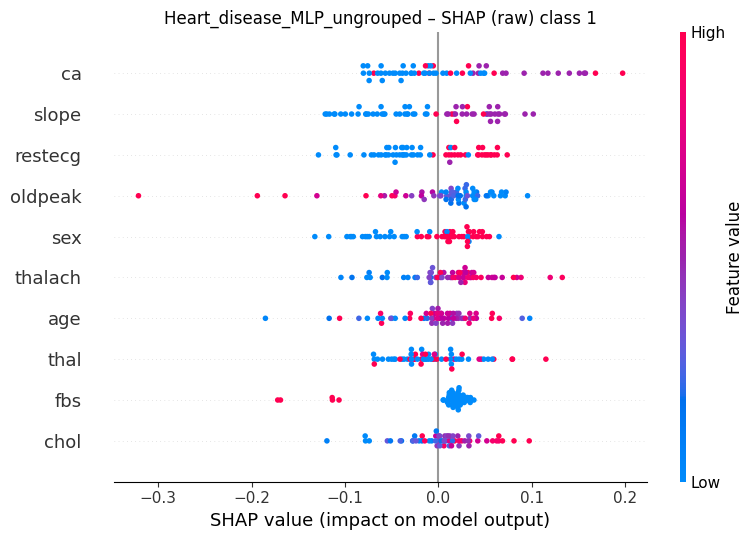 Heart_disease_MLP_ungrouped – SHAP (raw) class 1
High
ca
slope
restecg
oldpeak
sex
thalach
age
thal
fbs
chol
Feature value
Low
−0.3 −0.2 −0.1 0.0 0.1 0.2
SHAP value (impact on model output)